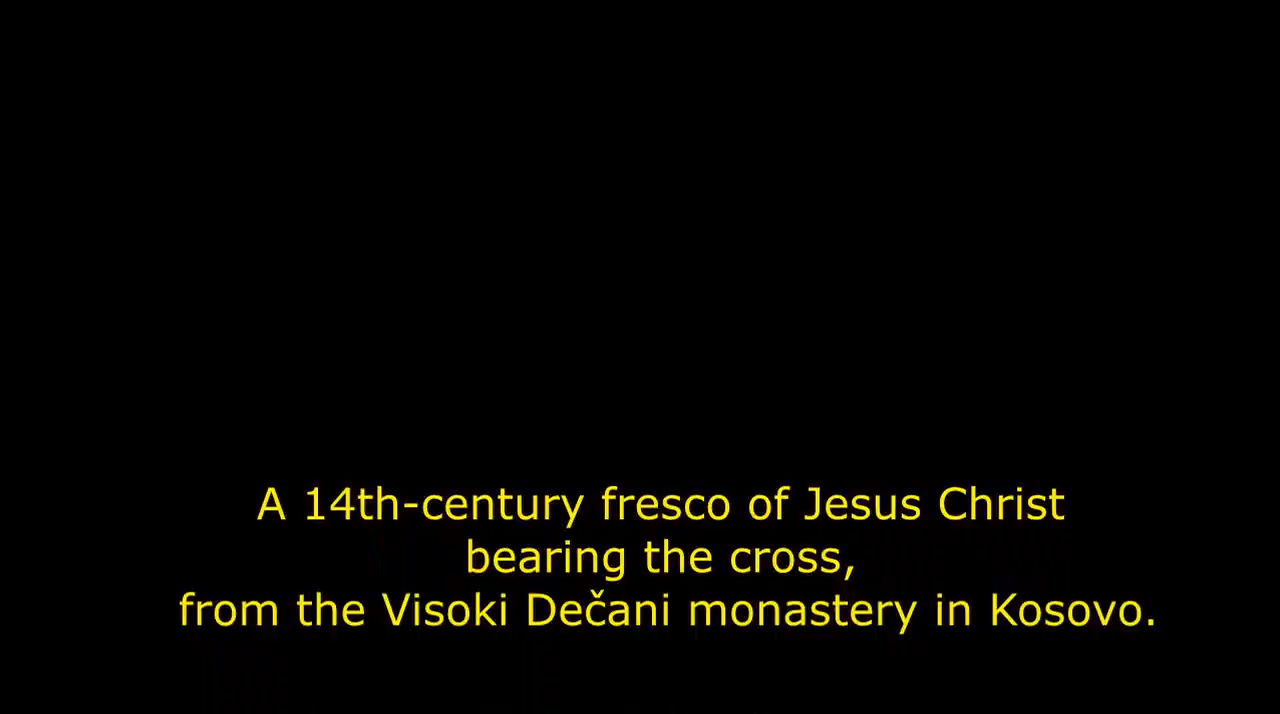 A 14th-century fresco of Jesus Christ
bearing the cross,
from the Visoki Dečani monastery in Kosovo.